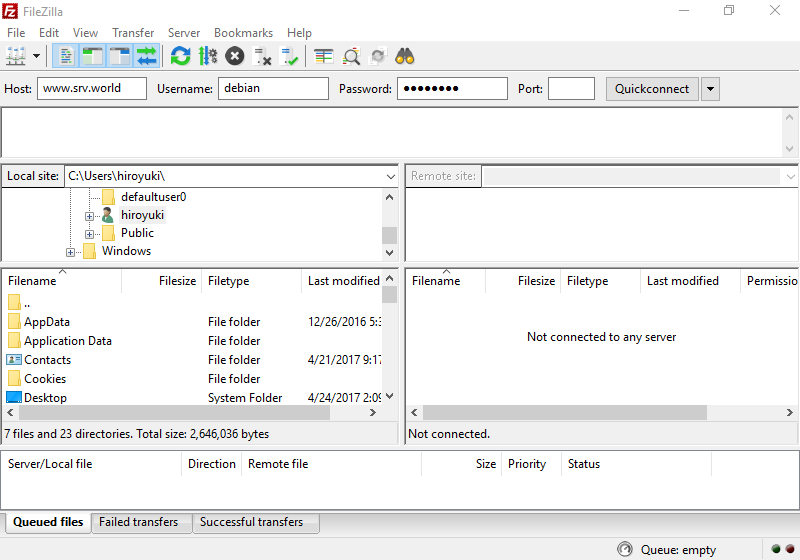 FileZilla
File Edit View Transfer Server Bookmarks Help
Host: www.srv.world Username: debian Password: ●●●●●●●● Port: Quickconnect
Local site: C:\Users\hiroyuki\
defaultuser0
hiroyuki
Public
Windows
Remote site:
Filename Filesize Filetype Last modified
..
AppData File folder 12/26/2016 5:3
Application Data File folder
Contacts File folder 4/21/2017 9:17
Cookies File folder
Desktop System Folder 4/24/2017 2:09
7 files and 23 directories. Total size: 2,646,036 bytes
Filename Filesize Filetype Last modified Permissio
Not connected to any server
Not connected.
Server/Local file Direction Remote file Size Priority Status
Queued files Failed transfers Successful transfers
Queue: empty